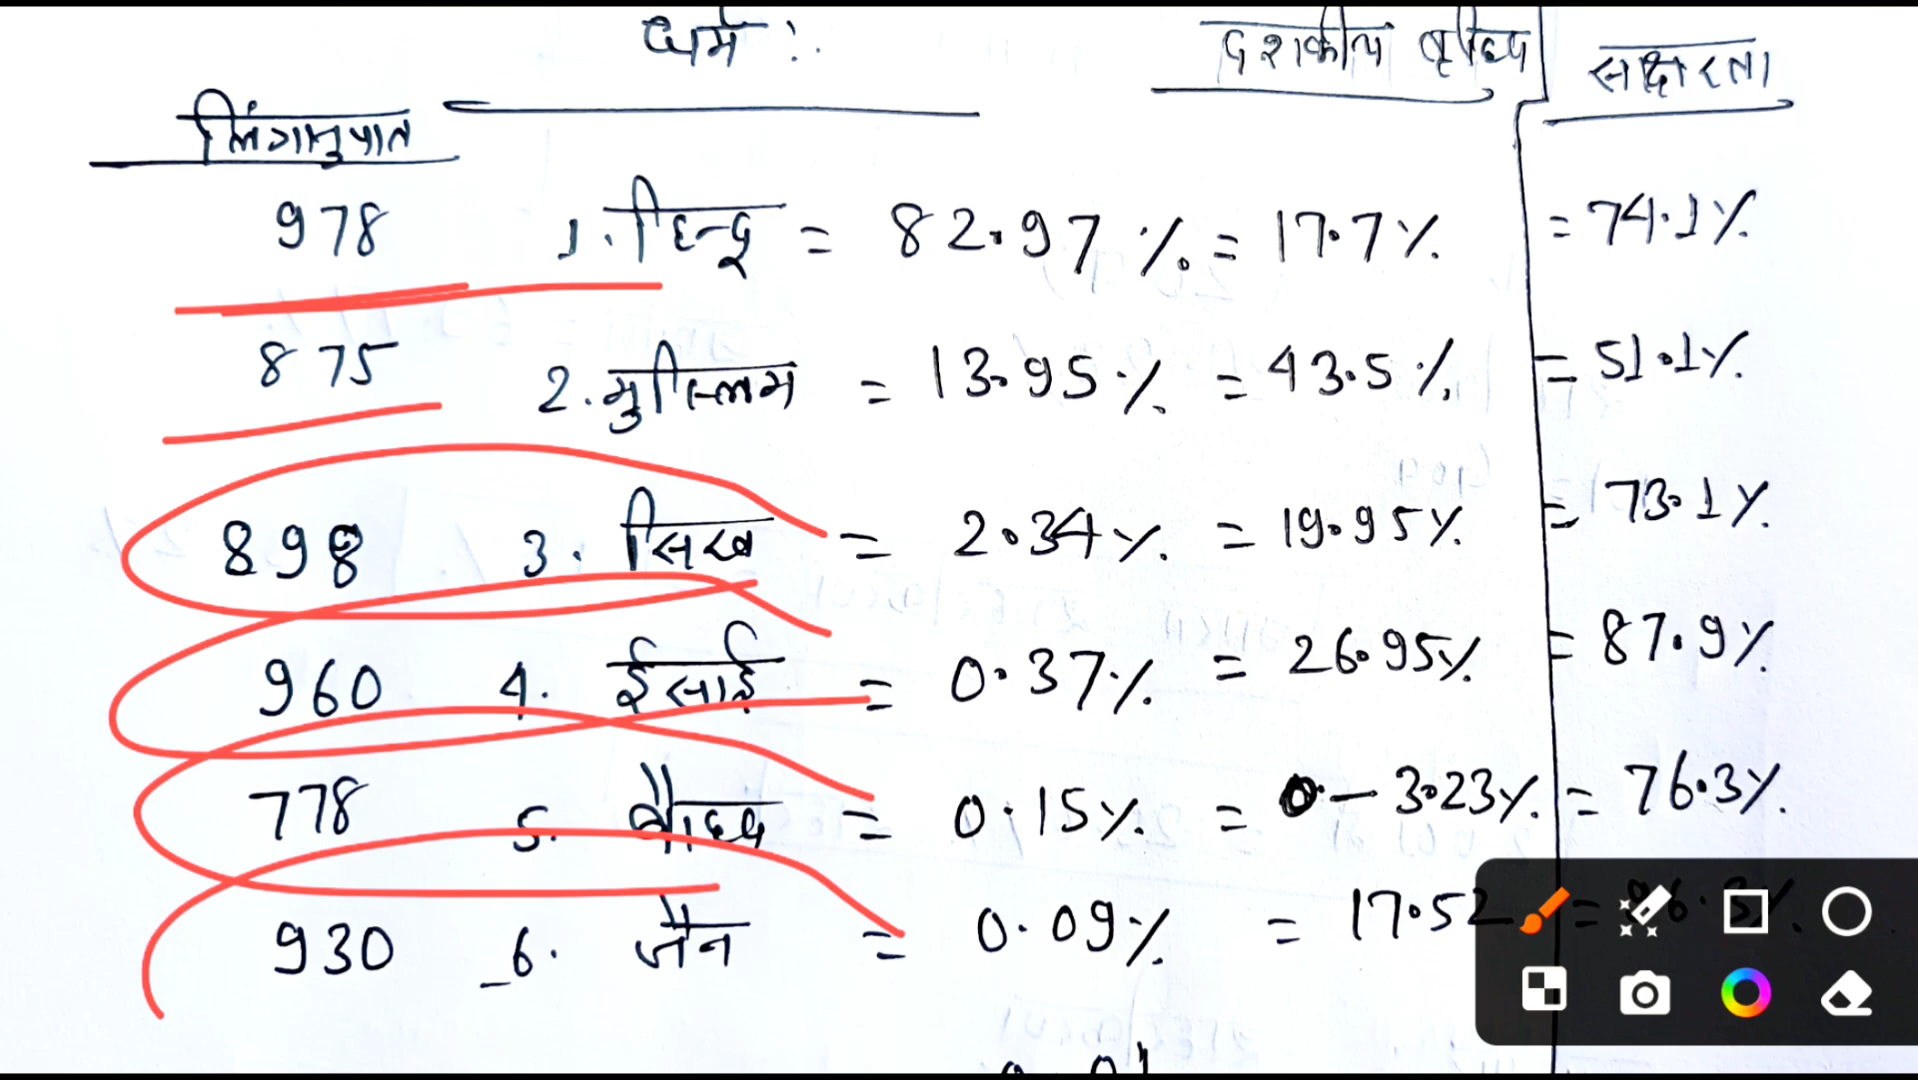 धर्म :.
दशकीय वृद्धि
साक्षरता
लिंगानुपात
978 1. हिन्दू = 82.97 %. = 17.7 %. = 74.1%
875 2. मुस्लिम = 13.95 %. = 43.5 %. = 51.1%
898 3. सिख = 2.34%. = 19.95%. = 73.1%.
960 4. ईसाई = 0.37%. = 26.95%. = 87.9%.
778 5. बौद्ध = 0.15%. = 0.- 3.23%. = 76.3%.
930 6. जैन = 0.09%. = 17.52 =